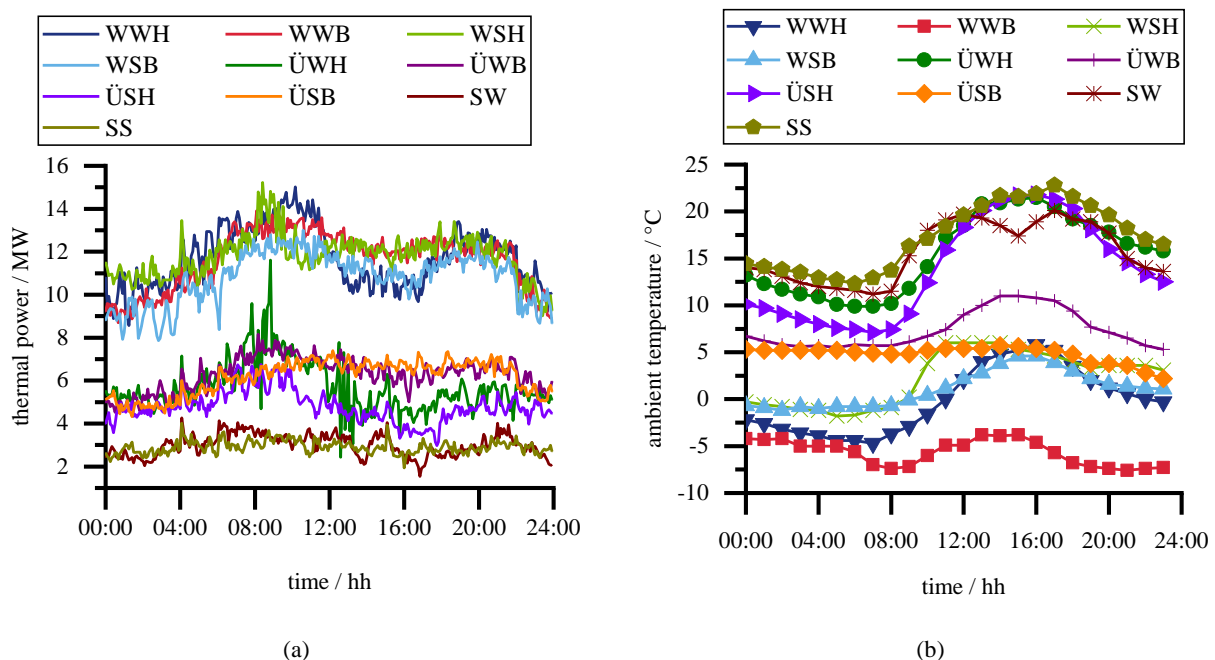 WWH WWB WSH
WSB ÜWH ÜWB
ÜSH ÜSB SW
SS
thermal power / MW
16
14
12
10
8
6
4
2
00:00 04:00 08:00 12:00 16:00 20:00 24:00
time / hh
(a)
WWH WWB WSH
WSB ÜWH ÜWB
ÜSH ÜSB SW
SS
ambient temperature / °C
25
20
15
10
5
0
-5
-10
00:00 04:00 08:00 12:00 16:00 20:00 24:00
time / hh
(b)